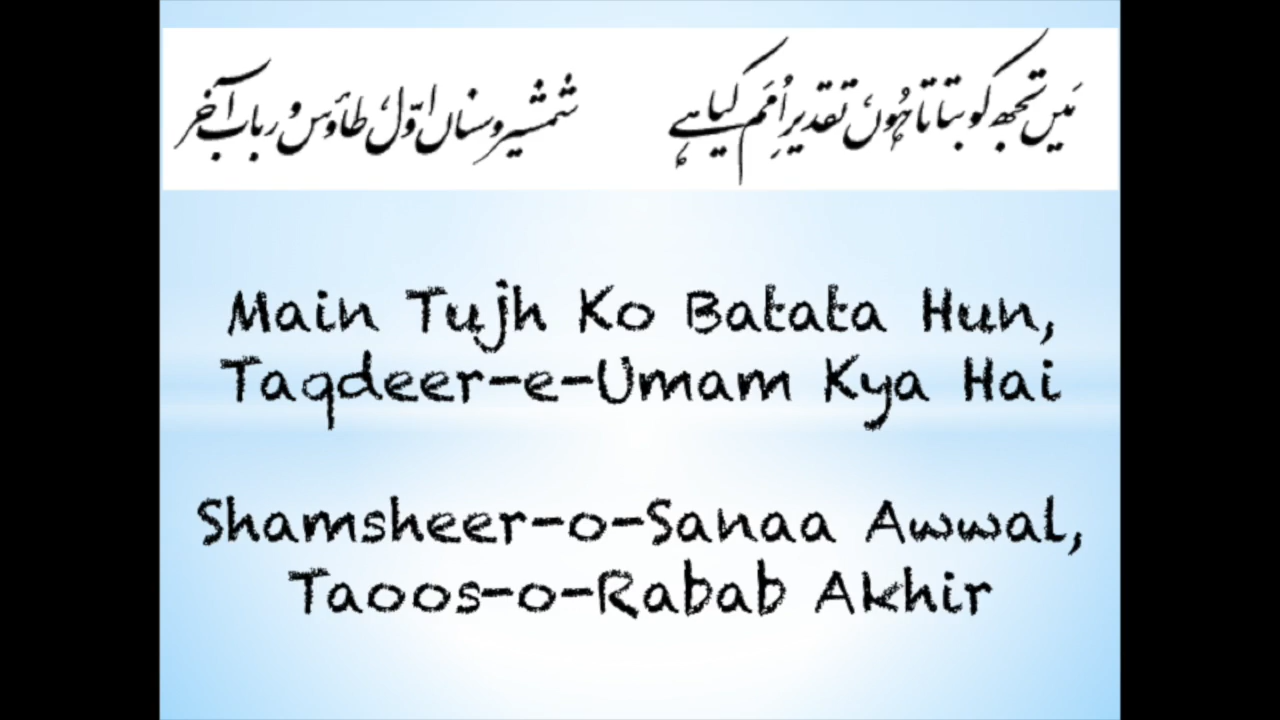 مَیں تجھ کو بتاتا ہُوں، تقدیرِ اُمَم کیا ہے
شمشیر و سناں اوّل، طاؤس و رباب آخر
Main Tujh Ko Batata Hun,
Taqdeer-e-Umam Kya Hai
Shamsheer-o-Sanaa Awwal,
Taoos-o-Rabab Akhir